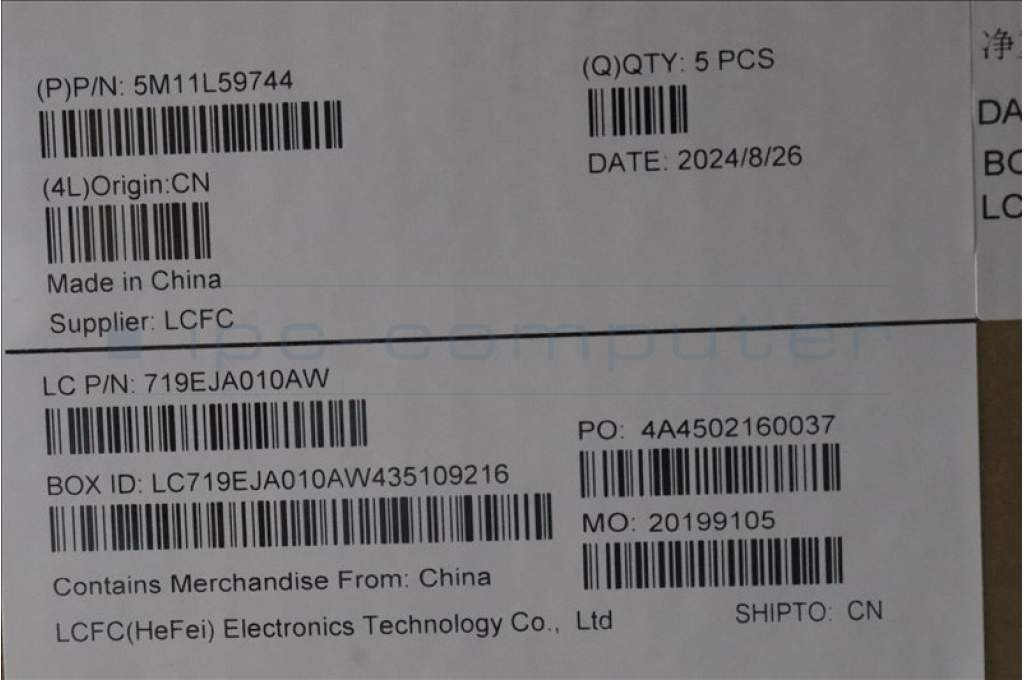 (P)P/N: 5M11L59744
(Q)QTY: 5 PCS
DATE: 2024/8/26
(4L)Origin:CN
Made in China
Supplier: LCFC
ipc-computer
LC P/N: 719EJA010AW
BOX ID: LC719EJA010AW435109216
PO: 4A4502160037
MO: 20199105
Contains Merchandise From: China
LCFC(HeFei) Electronics Technology Co., Ltd
SHIPTO: CN
净
DA
BO
LC